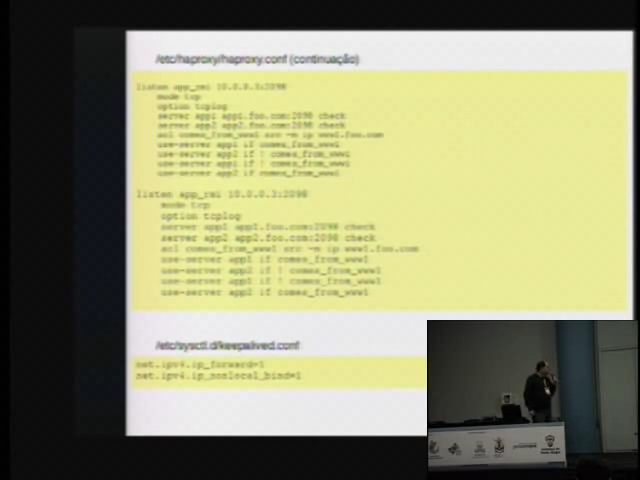 /etc/haproxy/haproxy.conf (continuação)
listen app_rmi 10.0.0.3:2098
mode tcp
option tcplog
server app1 app1.foo.com:2098 check
server app2 app2.foo.com:2098 check
acl comes_from_www1 src -m ip www1.foo.com
use-server app1 if comes_from_www1
use-server app2 if ! comes_from_www1
use-server app1 if ! comes_from_www1
use-server app2 if comes_from_www1
listen app_rmi 10.0.0.3:2098
mode tcp
option tcplog
server app1 app1.foo.com:2098 check
server app2 app2.foo.com:2098 check
acl comes_from_www1 src -m ip www1.foo.com
use-server app1 if comes_from_www1
use-server app2 if ! comes_from_www1
use-server app1 if ! comes_from_www1
use-server app2 if comes_from_www1
/etc/sysctl.d/keepalived.conf
net.ipv4.ip_forward=1
net.ipv4.ip_nonlocal_bind=1